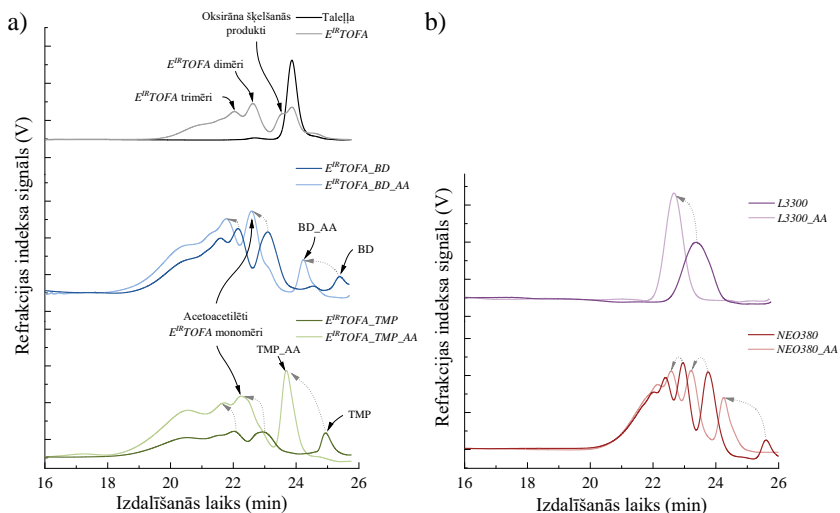 a)
Oksirāna šķelšanās
produkti
Taleļļa
E^IR TOFA
E^IR TOFA dimēri
E^IR TOFA trimēri
Refrakcijas indeksa signāls (V)
E^IR TOFA_BD
E^IR TOFA_BD_AA
BD_AA
BD
Acetoacetilēti
E^IR TOFA monomēri
E^IR TOFA_TMP
E^IR TOFA_TMP_AA
TMP_AA
TMP
16 18 20 22 24 26
Izdalīšanās laiks (min)
b)
Refrakcijas indeksa signāls (V)
L3300
L3300_AA
NEO380
NEO380_AA
16 18 20 22 24 26
Izdalīšanās laiks (min)